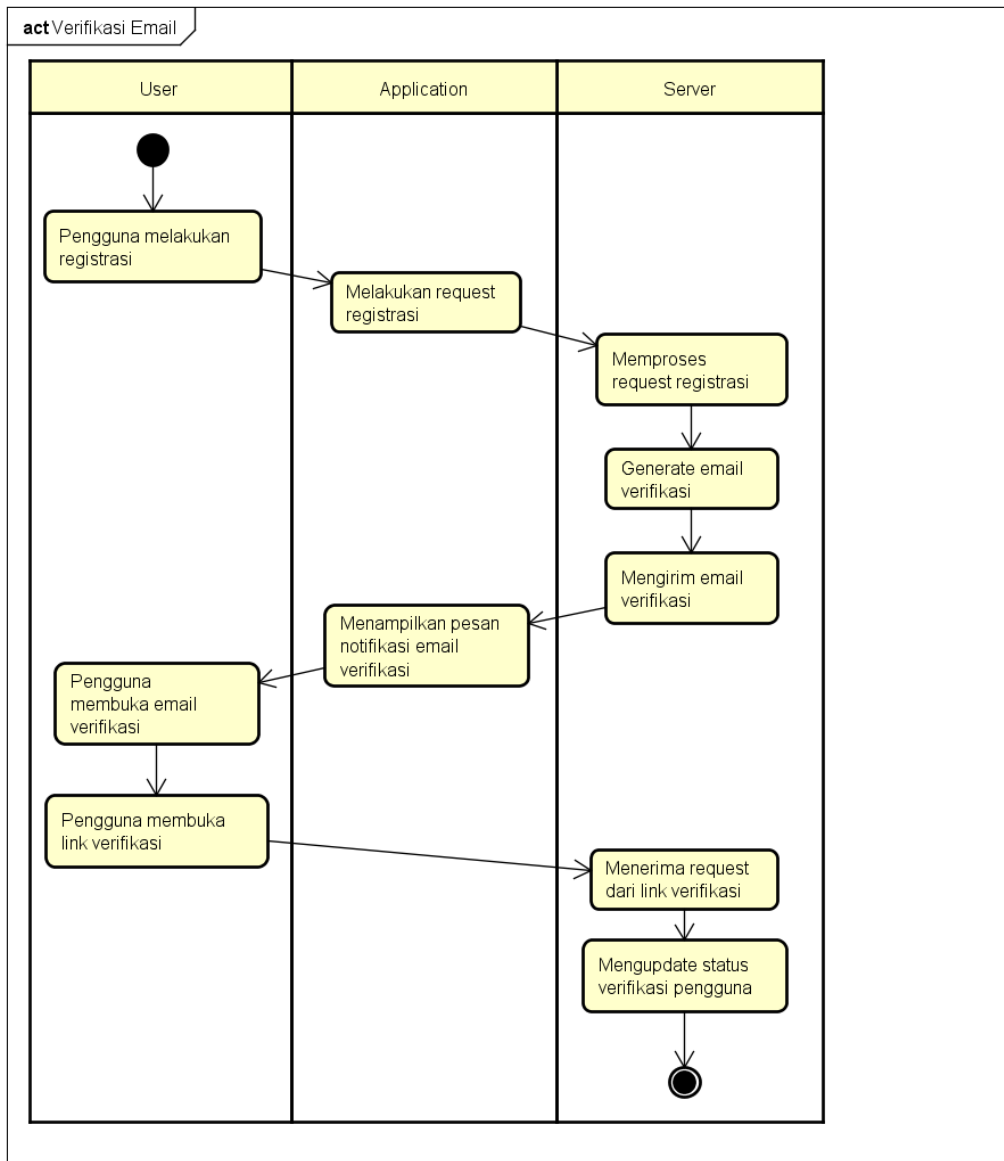 act Verifikasi Email
User
Application
Server
Pengguna melakukan
registrasi
Melakukan request
registrasi
Memproses
request registrasi
Generate email
verifikasi
Mengirim email
verifikasi
Menampilkan pesan
notifikasi email
verifikasi
Pengguna
membuka email
verifikasi
Pengguna membuka
link verifikasi
Menerima request
dari link verifikasi
Mengupdate status
verifikasi pengguna